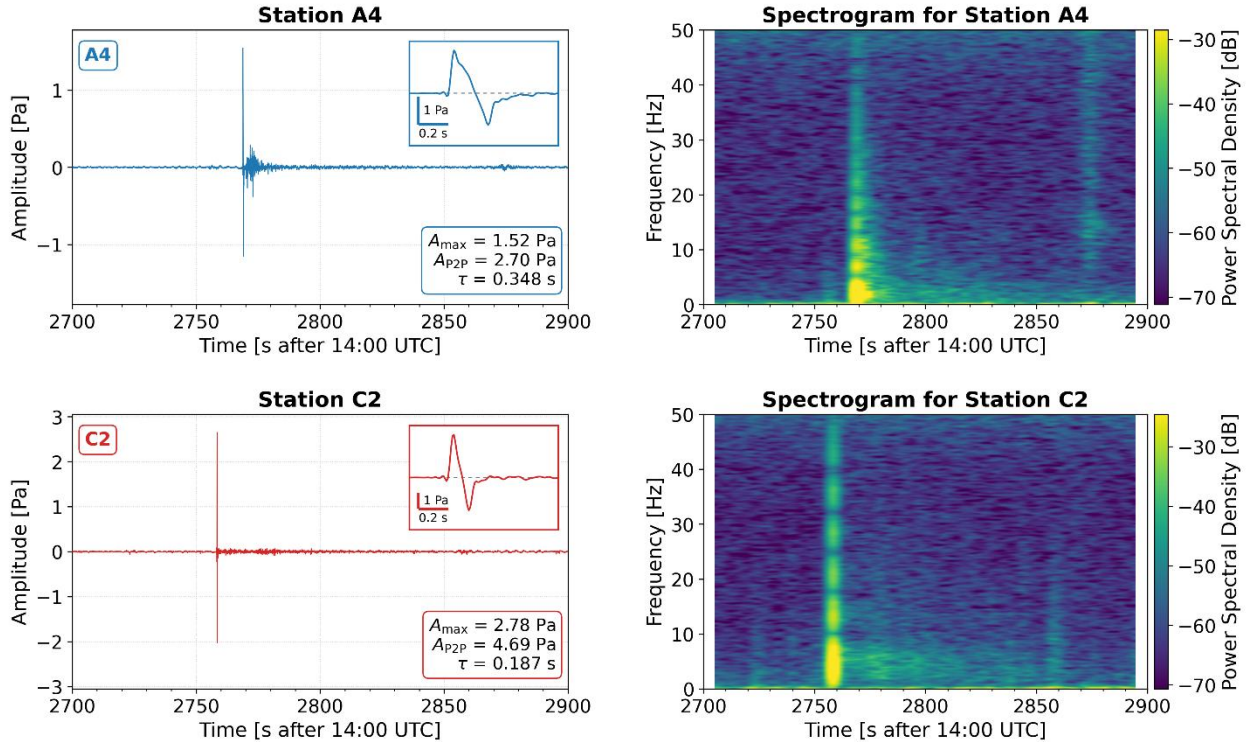 Station A4
A4
Amplitude [Pa]
1
0
−1
1 Pa
0.2 s
A_max = 1.52 Pa
A_P2P = 2.70 Pa
τ = 0.348 s
2700 2750 2800 2850 2900
Time [s after 14:00 UTC]
Spectrogram for Station A4
Frequency [Hz]
50
40
30
20
10
0
2700 2750 2800 2850 2900
Time [s after 14:00 UTC]
−30
−40
−50
−60
−70
Power Spectral Density [dB]
Station C2
C2
Amplitude [Pa]
3
2
1
0
−1
−2
−3
1 Pa
0.2 s
A_max = 2.78 Pa
A_P2P = 4.69 Pa
τ = 0.187 s
2700 2750 2800 2850 2900
Time [s after 14:00 UTC]
Spectrogram for Station C2
Frequency [Hz]
50
40
30
20
10
0
2700 2750 2800 2850 2900
Time [s after 14:00 UTC]
−30
−40
−50
−60
−70
Power Spectral Density [dB]